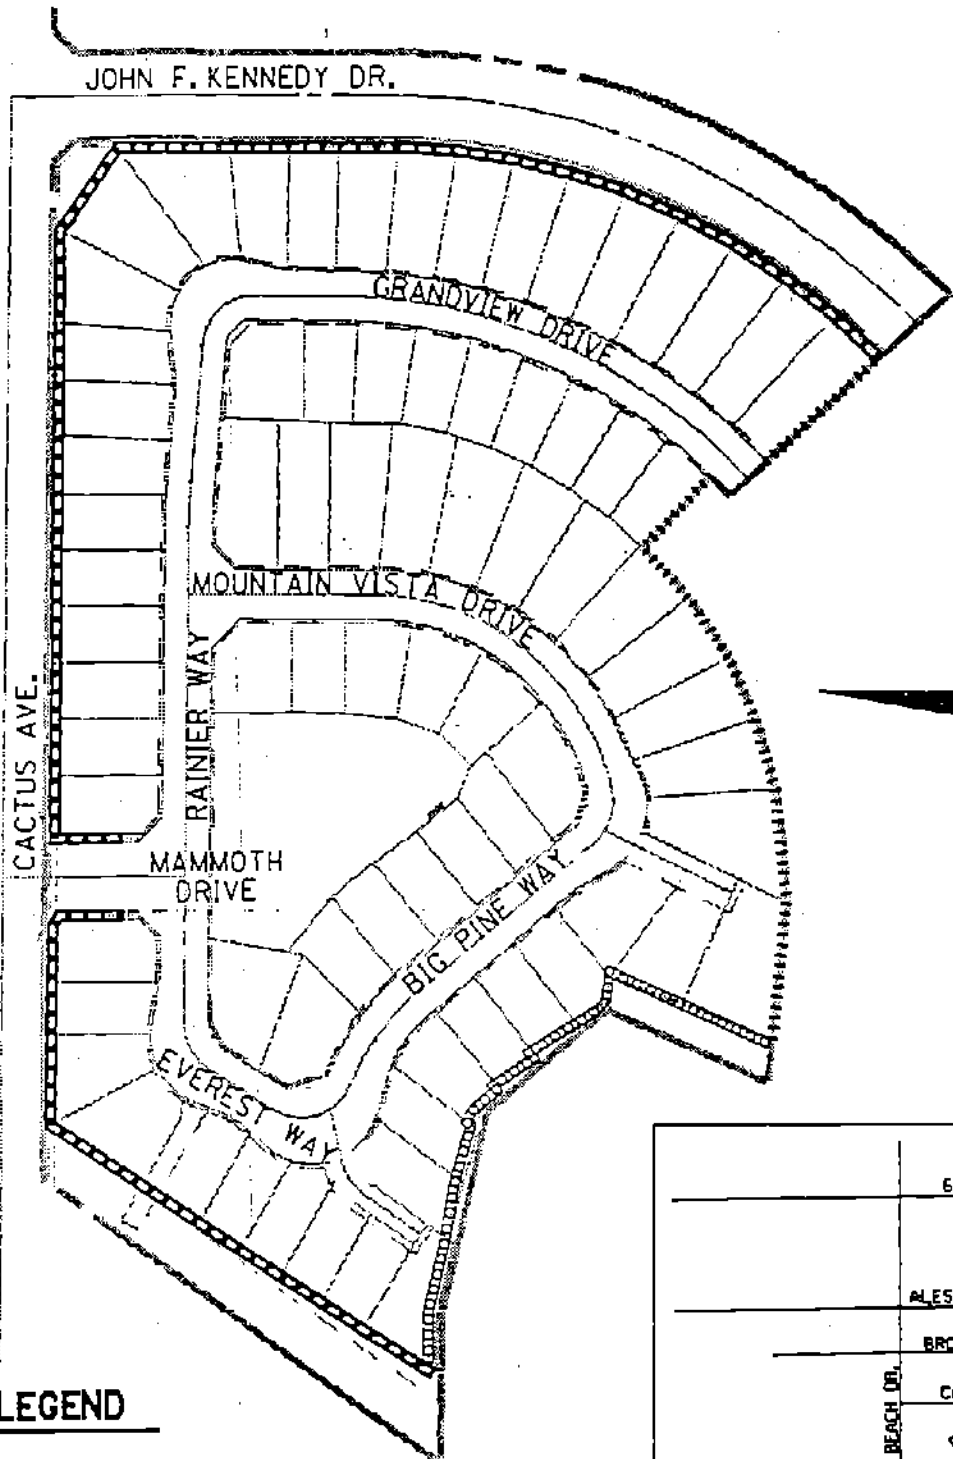 JOHN F. KENNEDY DR.
GRANDVIEW DRIVE
MOUNTAIN VISTA DRIVE
RAINIER WAY
CACTUS AVE.
MAMMOTH
DRIVE
BIG PINE WAY
EVEREST WAY
LEGEND
BEACH DR.
ALES